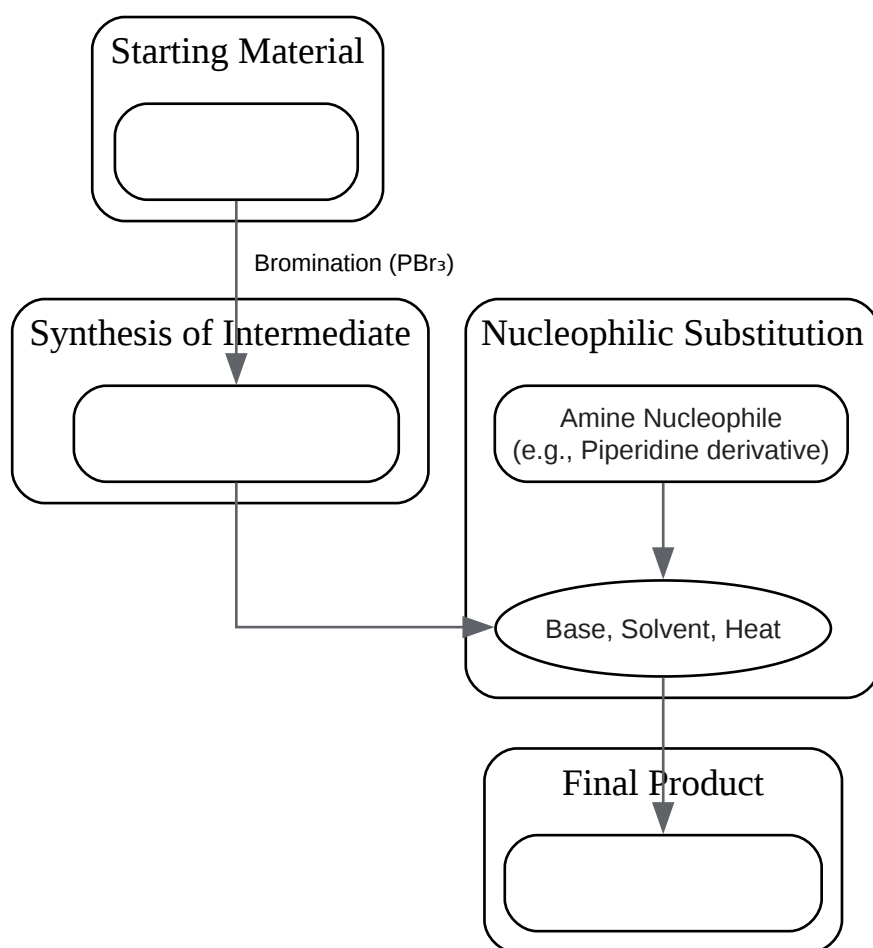 Starting Material
Bromination (PBr₃)
Synthesis of Intermediate
Nucleophilic Substitution
Amine Nucleophile
(e.g., Piperidine derivative)
Base, Solvent, Heat
Final Product